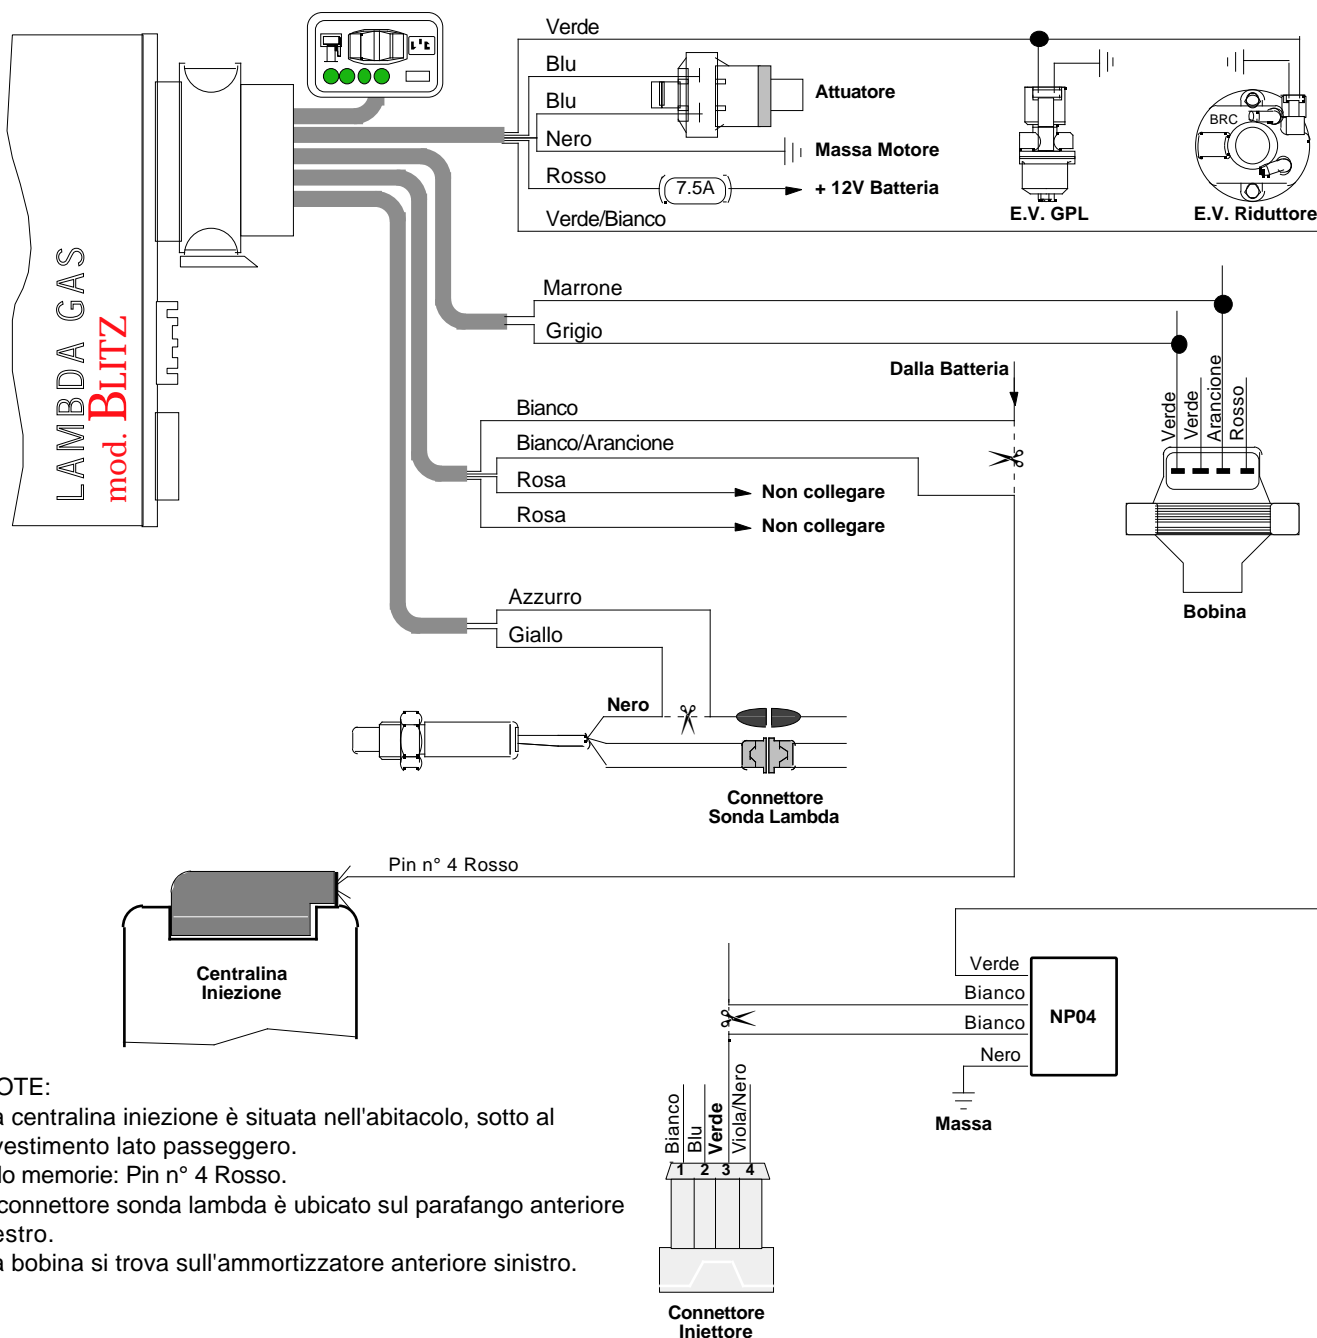 Verde
Blu
Attuatore
Blu
Nero
Massa Motore
Rosso
7.5A
+ 12V Batteria
Verde/Bianco
E.V. GPL
BRC
E.V. Riduttore
LAMBDA GAS
mod. BLITZ
Marrone
Grigio
Dalla Batteria
Bianco
Bianco/Arancione
Rosa
Non collegare
Rosa
Non collegare
Verde
Verde
Arancione
Rosso
Bobina
Azzurro
Giallo
Nero
Connettore
Sonda Lambda
Pin n° 4 Rosso
Centralina
Iniezione
Verde
Bianco
Bianco
Nero
NP04
Massa
Bianco
Blu
Verde
Viola/Nero
1 2 3 4
Connettore
Iniettore
OTE:
a centralina iniezione è situata nell'abitacolo, sotto al
vestimento lato passeggero.
lo memorie: Pin n° 4 Rosso.
connettore sonda lambda è ubicato sul parafango anteriore
estro.
a bobina si trova sull'ammortizzatore anteriore sinistro.